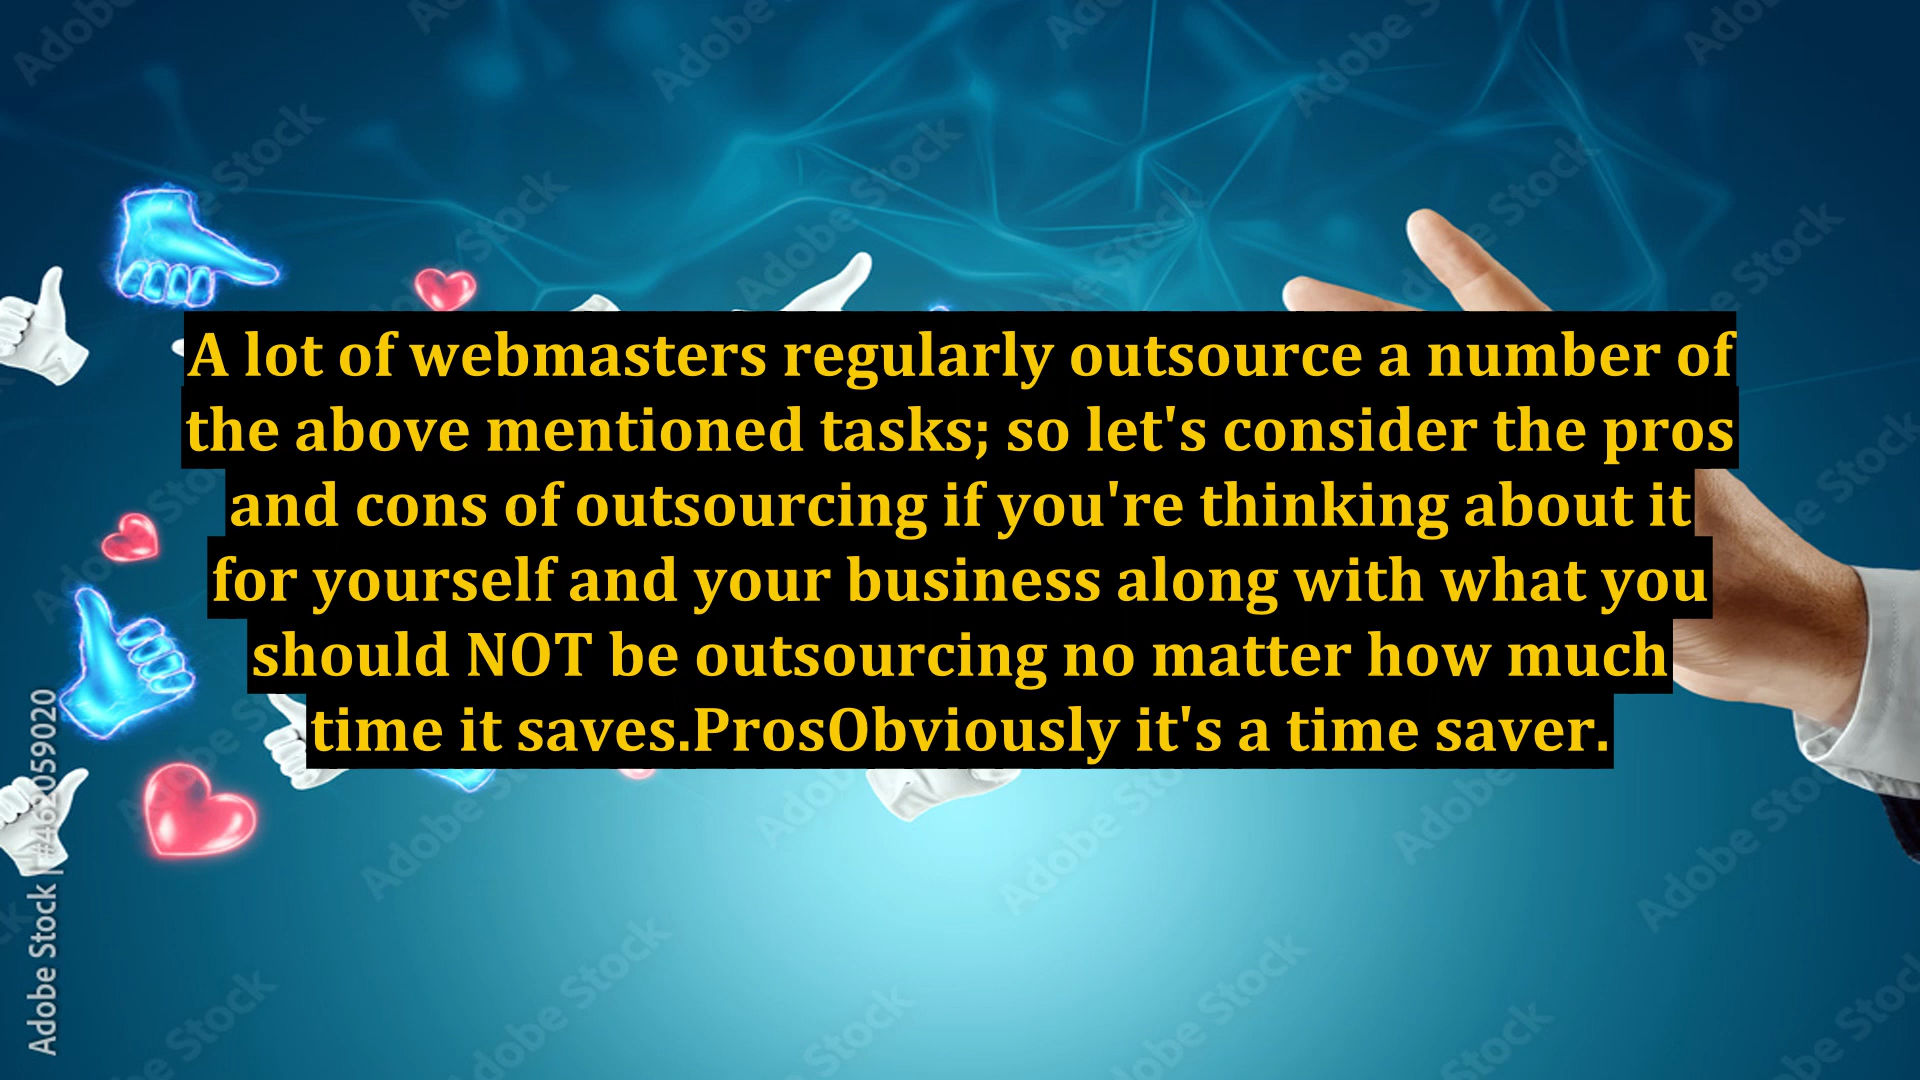 A lot of webmasters regularly outsource a number of
the above mentioned tasks; so let's consider the pros
and cons of outsourcing if you're thinking about it
for yourself and your business along with what you
should NOT be outsourcing no matter how much
time it saves.ProsObviously it's a time saver.
Adobe Stock | #462059020